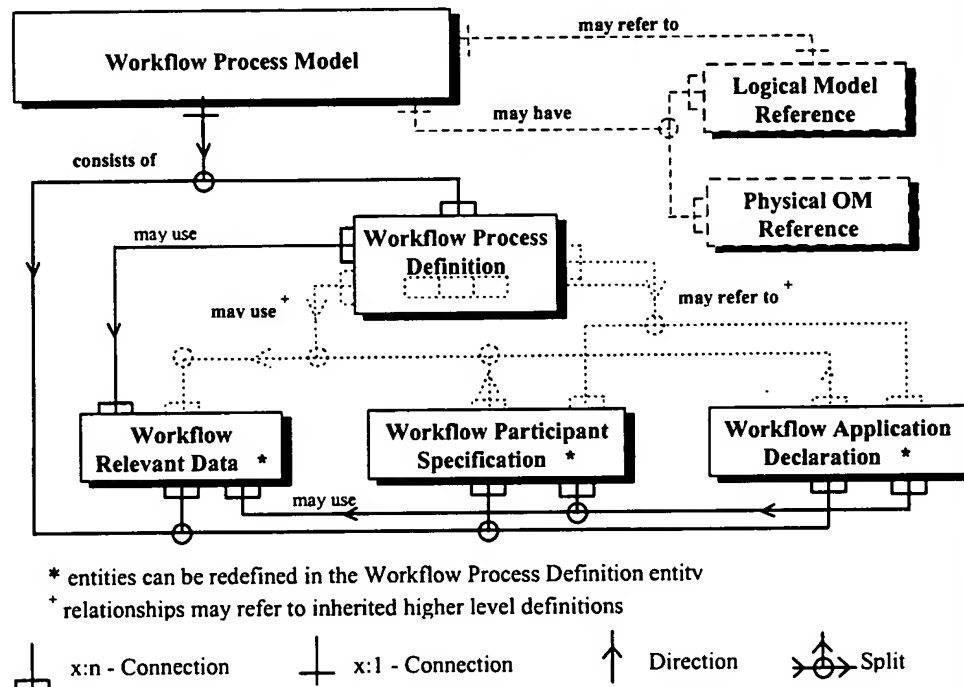 may refer to
Workflow Process Model
Logical Model
Reference
may have
consists of
Physical OM
Reference
may use
Workflow Process
Definition
may use +
may refer to +
Workflow
Relevant Data *
Workflow Participant
Specification *
Workflow Application
Declaration *
may use
* entities can be redefined in the Workflow Process Definition entity
+ relationships may refer to inherited higher level definitions
x:n - Connection
x:1 - Connection
Direction
Split